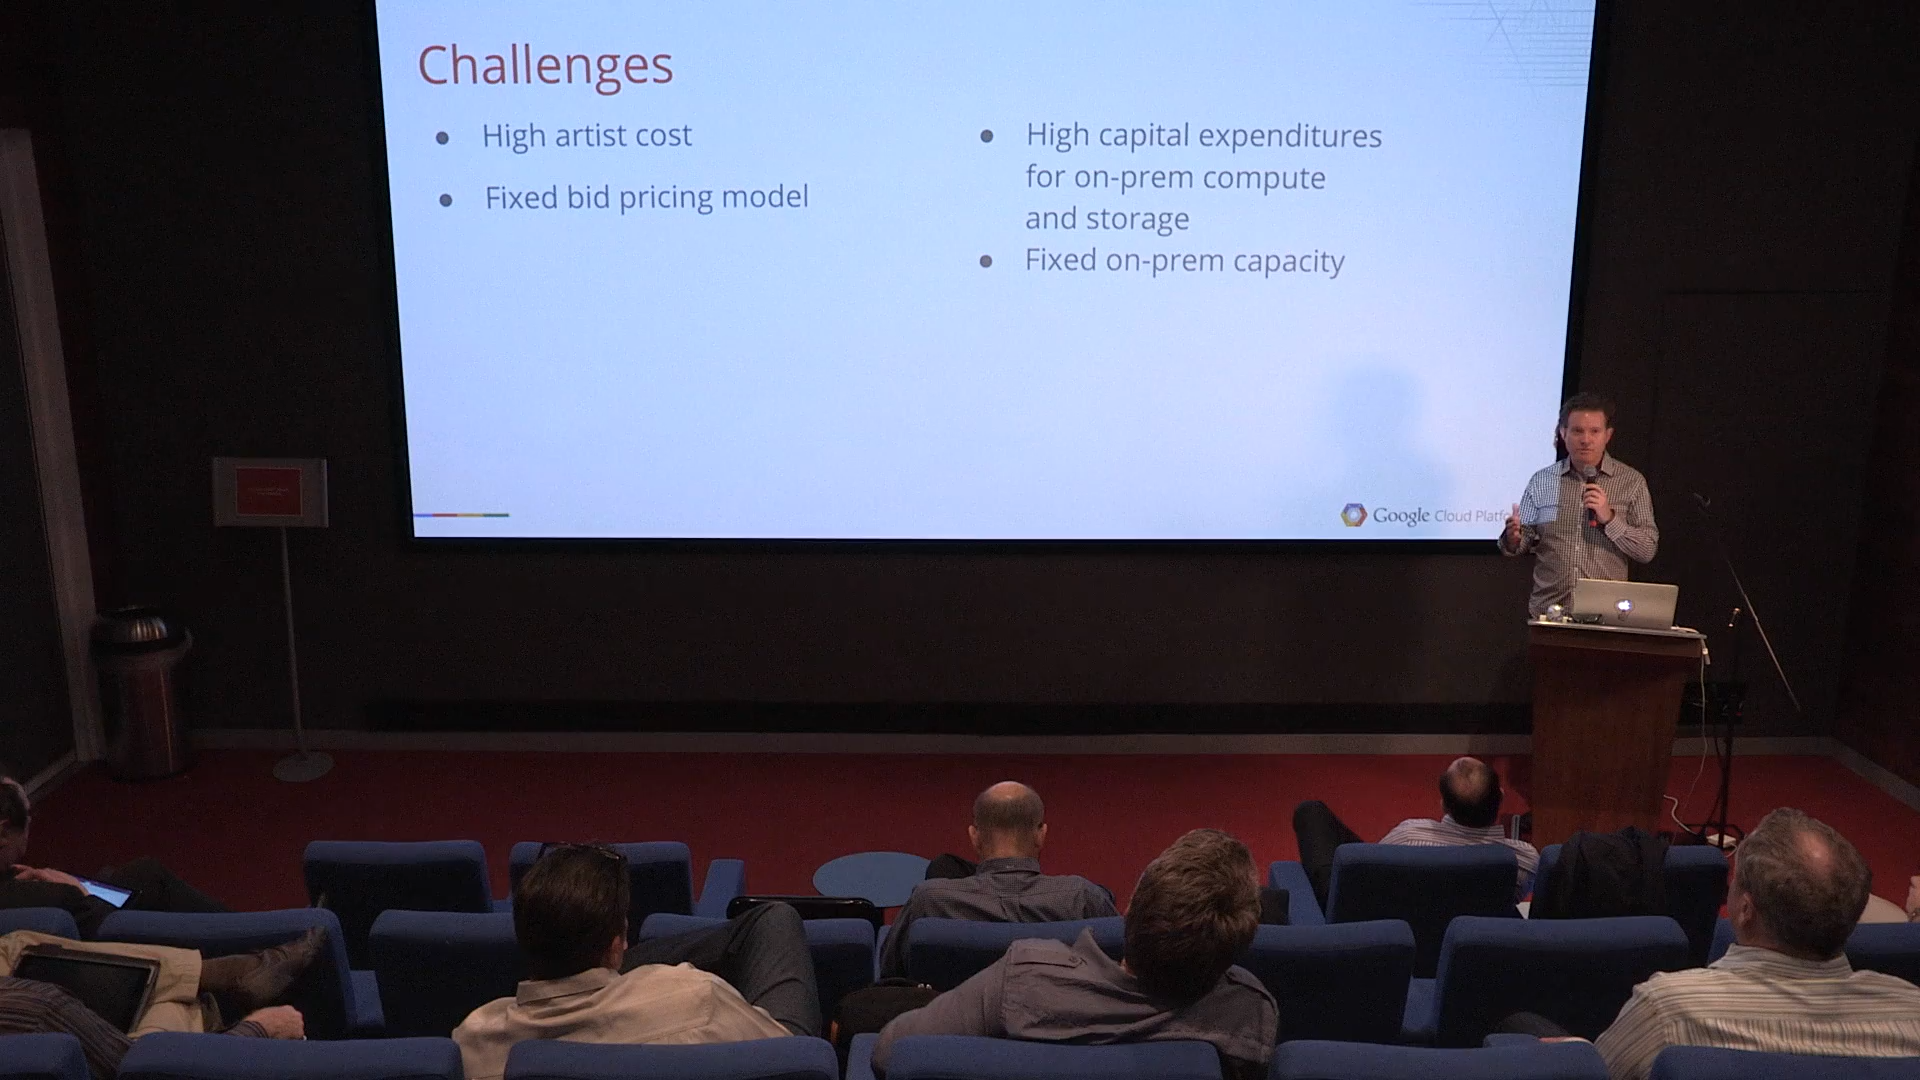 Challenges
High artist cost
Fixed bid pricing model
High capital expenditures
for on-prem compute
and storage
Fixed on-prem capacity
Google Cloud